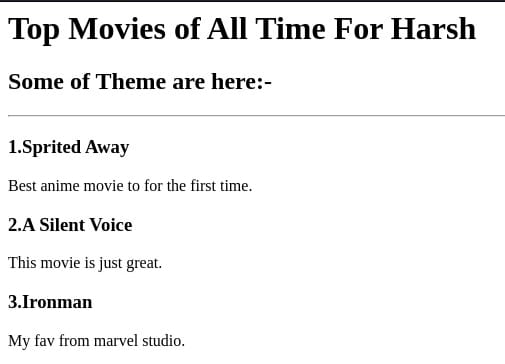 Top Movies of All Time For Harsh
Some of Theme are here:-
1.Sprited Away
Best anime movie to for the first time.
2.A Silent Voice
This movie is just great.
3.Ironman
My fav from marvel studio.